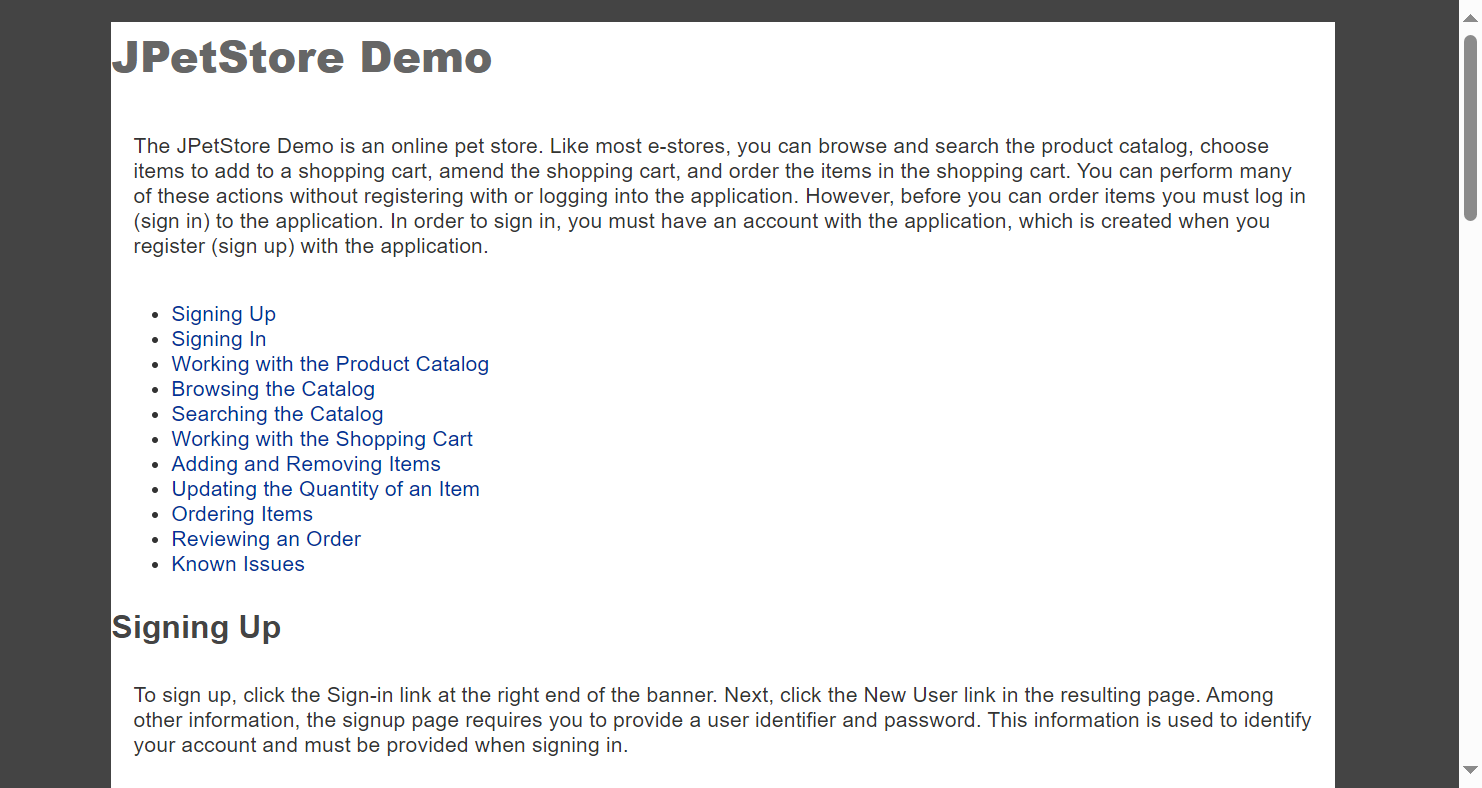 JPetStore Demo
The JPetStore Demo is an online pet store. Like most e-stores, you can browse and search the product catalog, choose
items to add to a shopping cart, amend the shopping cart, and order the items in the shopping cart. You can perform many
of these actions without registering with or logging into the application. However, before you can order items you must log in
(sign in) to the application. In order to sign in, you must have an account with the application, which is created when you
register (sign up) with the application.
• Signing Up
• Signing In
• Working with the Product Catalog
• Browsing the Catalog
• Searching the Catalog
• Working with the Shopping Cart
• Adding and Removing Items
• Updating the Quantity of an Item
• Ordering Items
• Reviewing an Order
• Known Issues
Signing Up
To sign up, click the Sign-in link at the right end of the banner. Next, click the New User link in the resulting page. Among
other information, the signup page requires you to provide a user identifier and password. This information is used to identify
your account and must be provided when signing in.